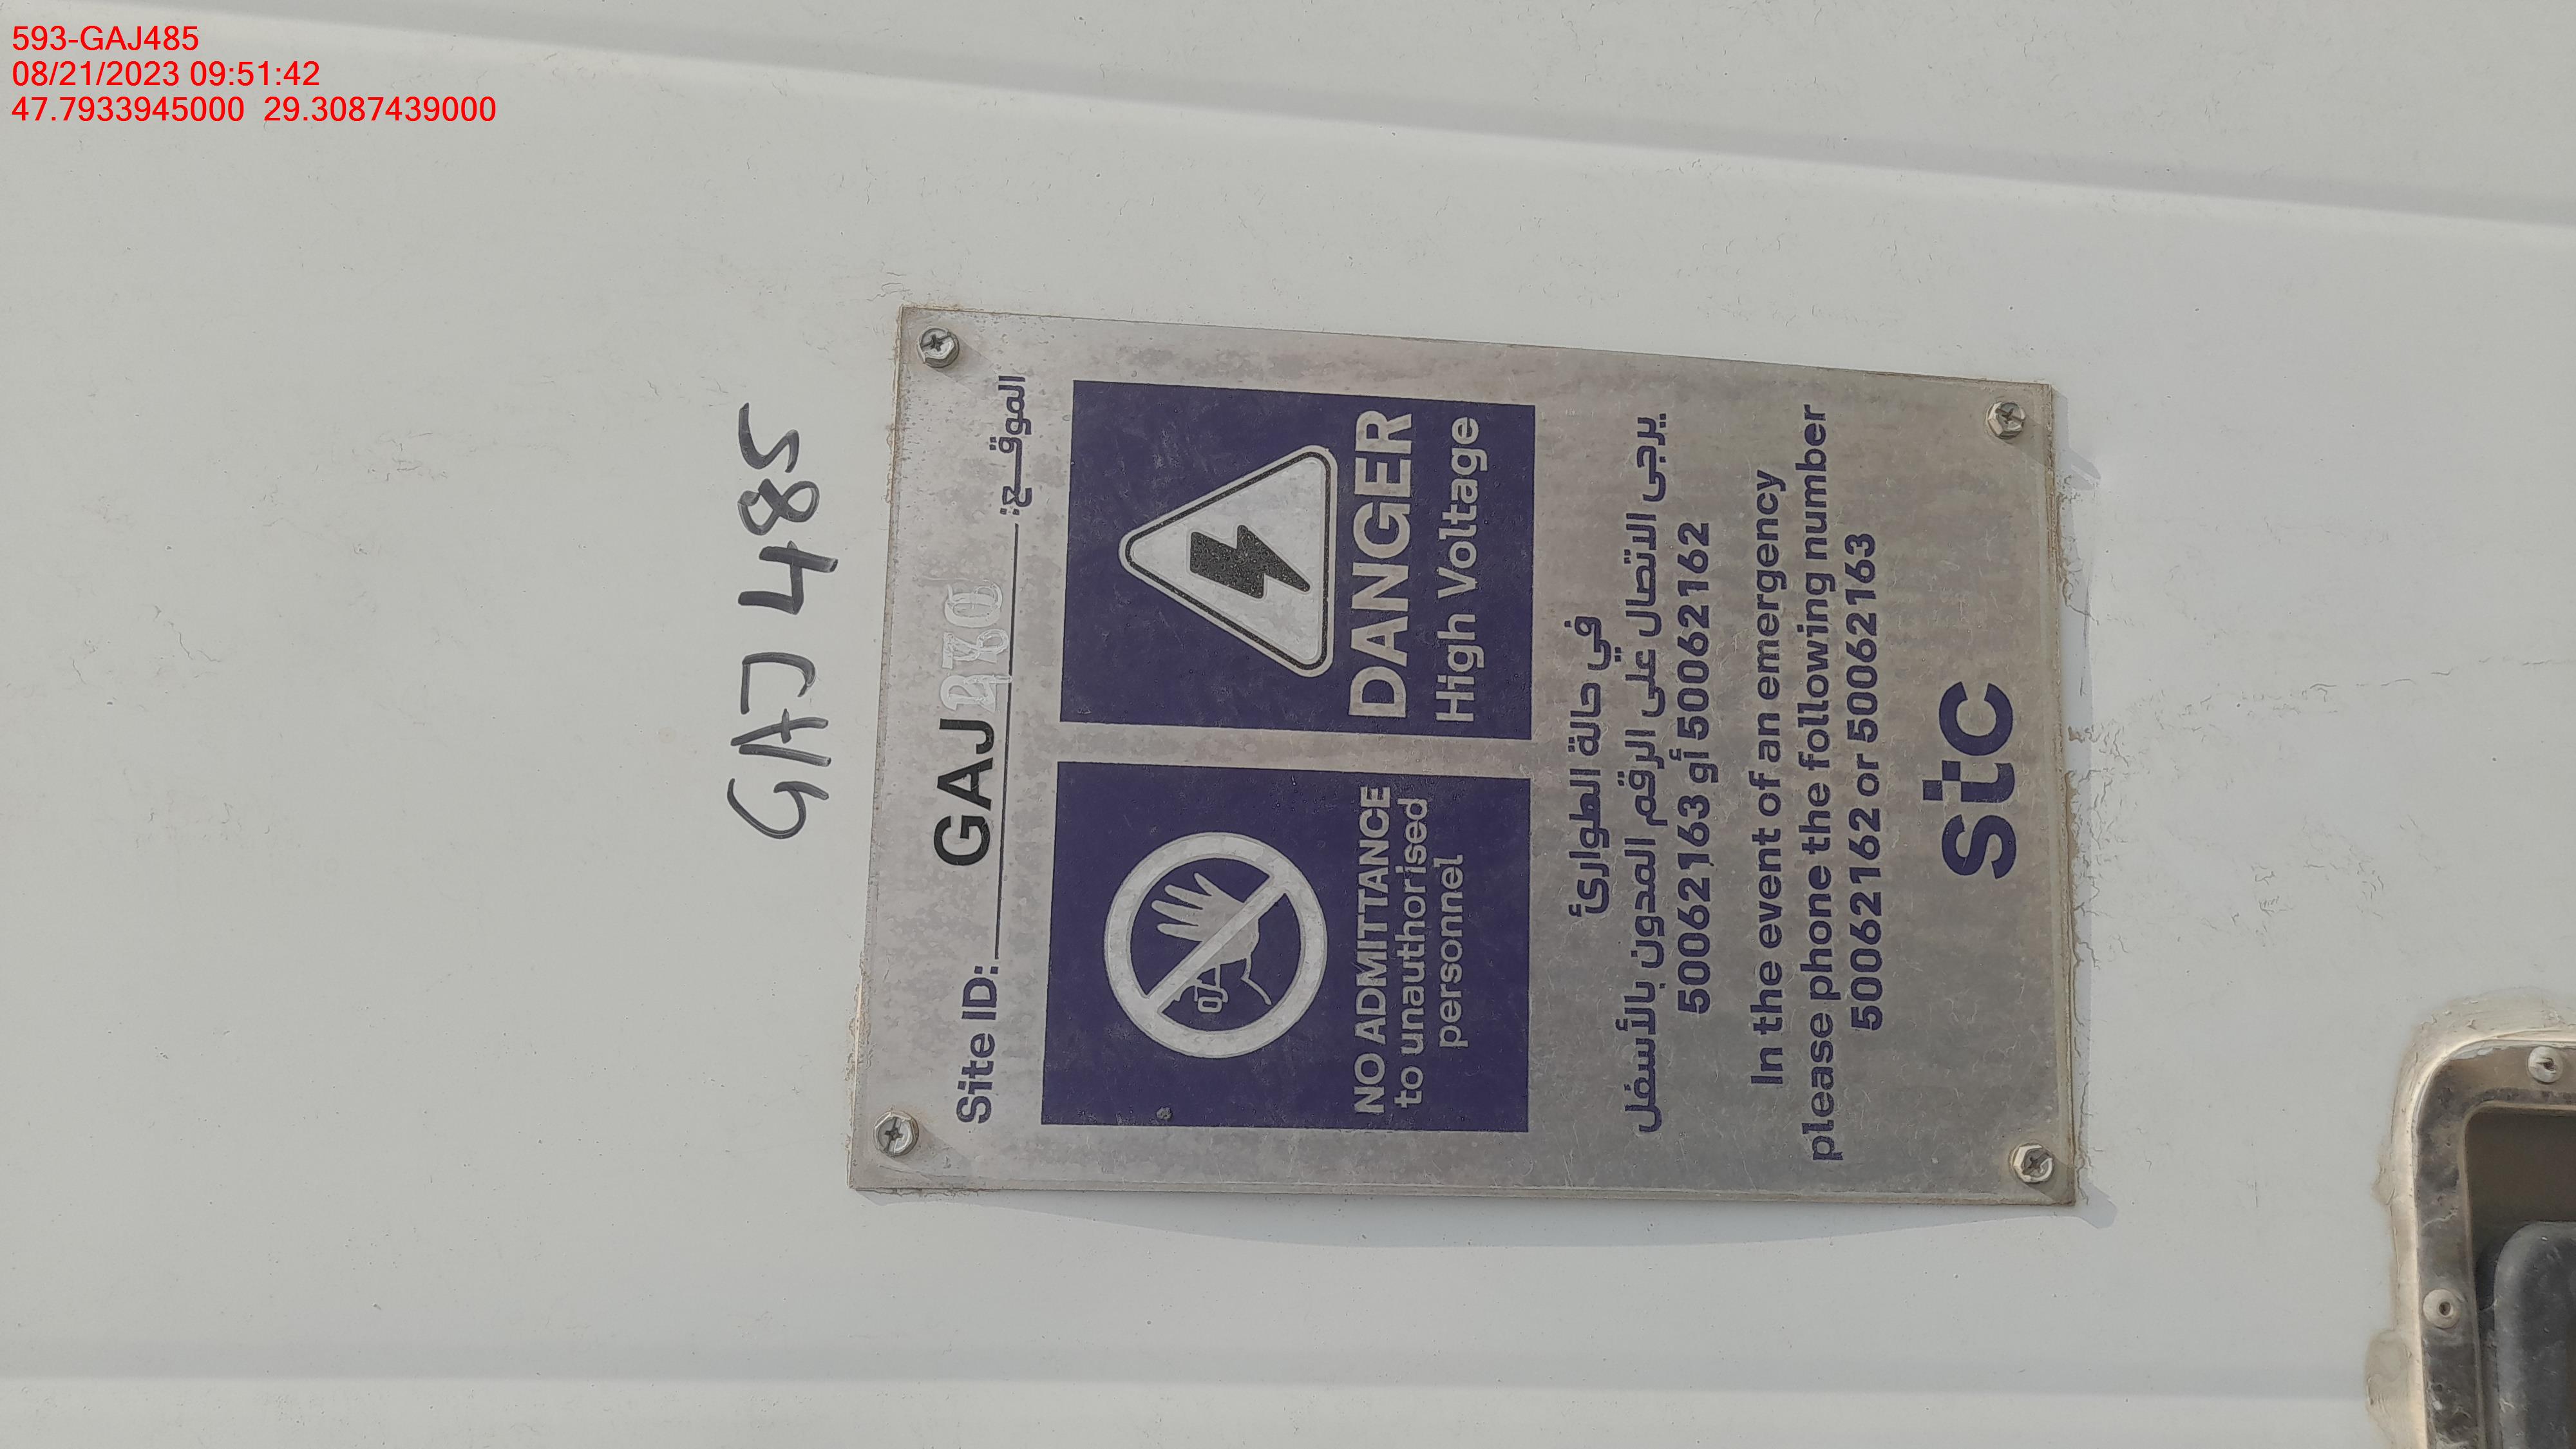 593-GAJ485
08/21/2023 09:51:42
47.7933945000 29.3087439000
GAJ 485
Site ID: GAJ الموقع:
NO ADMITTANCE
to unauthorised
personnel
DANGER
High Voltage
في حالة الطوارئ
يرجى الاتصال على الرقم المدون بالأسفل
50062163 أو 50062162
In the event of an emergency
please phone the following number
50062162 or 50062163
stc